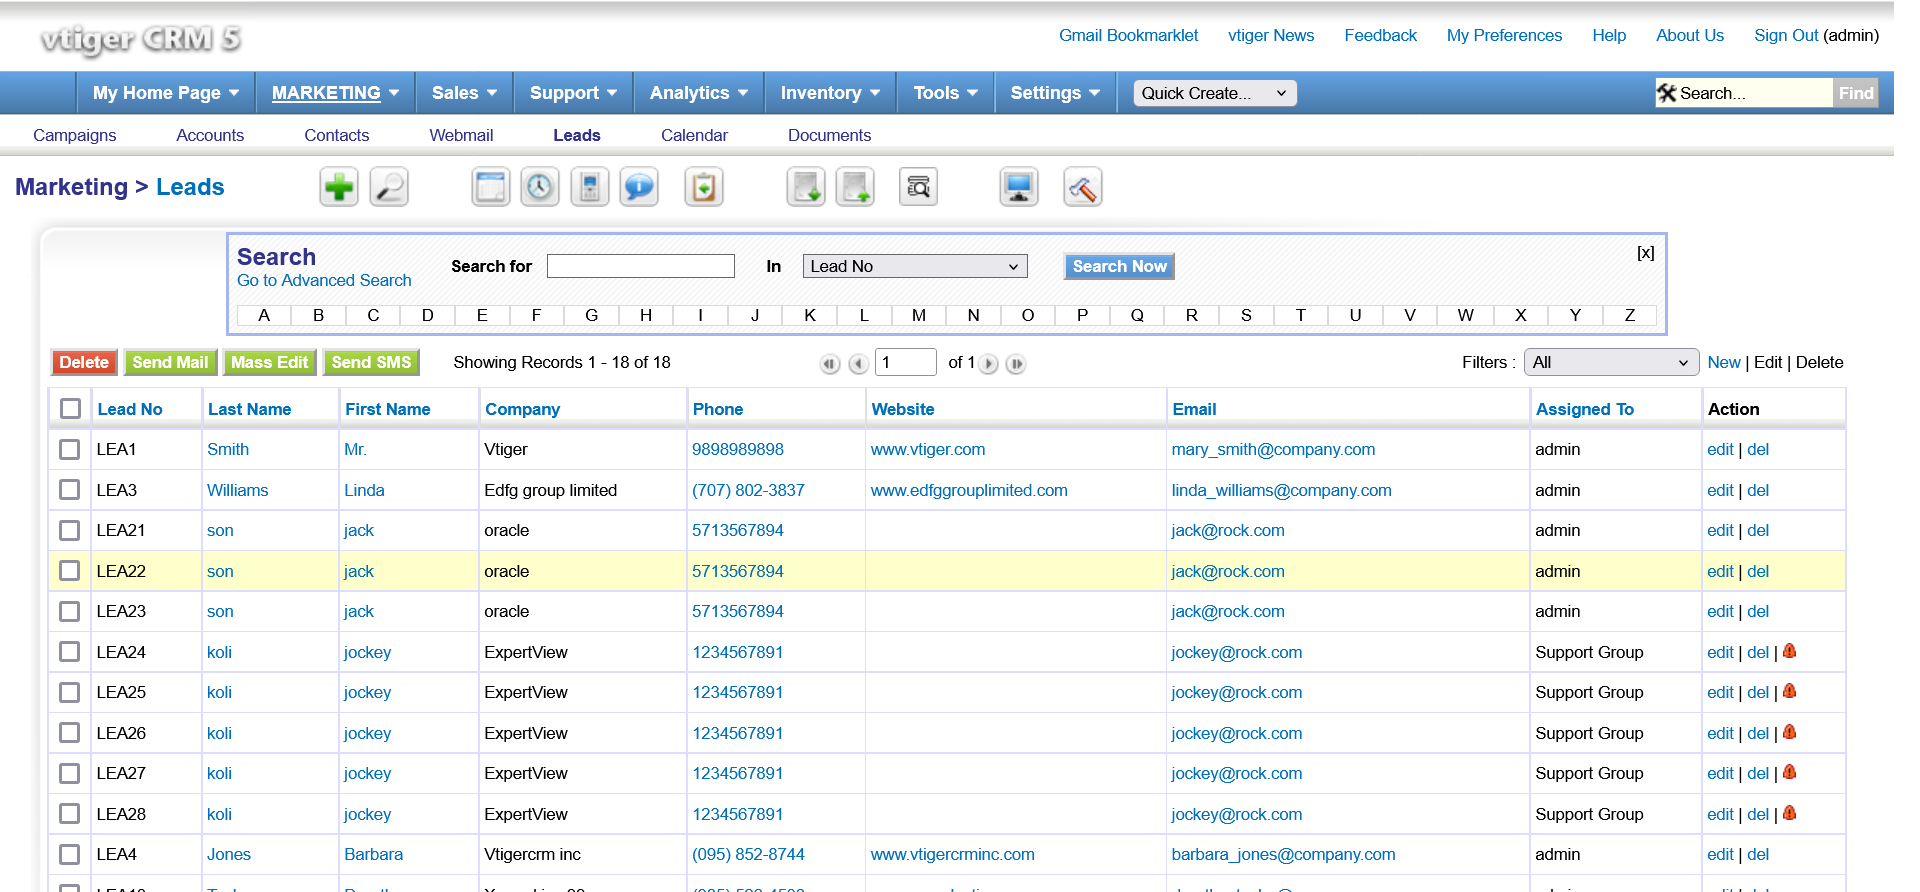 vtiger CRM 5
Gmail Bookmarklet vtiger News Feedback My Preferences Help About Us Sign Out (admin)
My Home Page MARKETING Sales Support Analytics Inventory Tools Settings Quick Create... Search... Find
Campaigns Accounts Contacts Webmail Leads Calendar Documents
Marketing > Leads
[x]
Search
Search for In Lead No Search Now
Go to Advanced Search
A B C D E F G H I J K L M N O P Q R S T U V W X Y Z
Delete Send Mail Mass Edit Send SMS Showing Records 1 - 18 of 18 1 of 1 Filters : All New | Edit | Delete
Lead No Last Name First Name Company Phone Website Email Assigned To Action
LEA1 Smith Mr. Vtiger 9898989898 www.vtiger.com mary_smith@company.com admin edit | del
LEA3 Williams Linda Edfg group limited (707) 802-3837 www.edfggrouplimited.com linda_williams@company.com admin edit | del
LEA21 son jack oracle 5713567894 jack@rock.com admin edit | del
LEA22 son jack oracle 5713567894 jack@rock.com admin edit | del
LEA23 son jack oracle 5713567894 jack@rock.com admin edit | del
LEA24 koli jockey ExpertView 1234567891 jockey@rock.com Support Group edit | del |
LEA25 koli jockey ExpertView 1234567891 jockey@rock.com Support Group edit | del |
LEA26 koli jockey ExpertView 1234567891 jockey@rock.com Support Group edit | del |
LEA27 koli jockey ExpertView 1234567891 jockey@rock.com Support Group edit | del |
LEA28 koli jockey ExpertView 1234567891 jockey@rock.com Support Group edit | del |
LEA4 Jones Barbara Vtigercrm inc (095) 852-8744 www.vtigercrminc.com barbara_jones@company.com admin edit | del